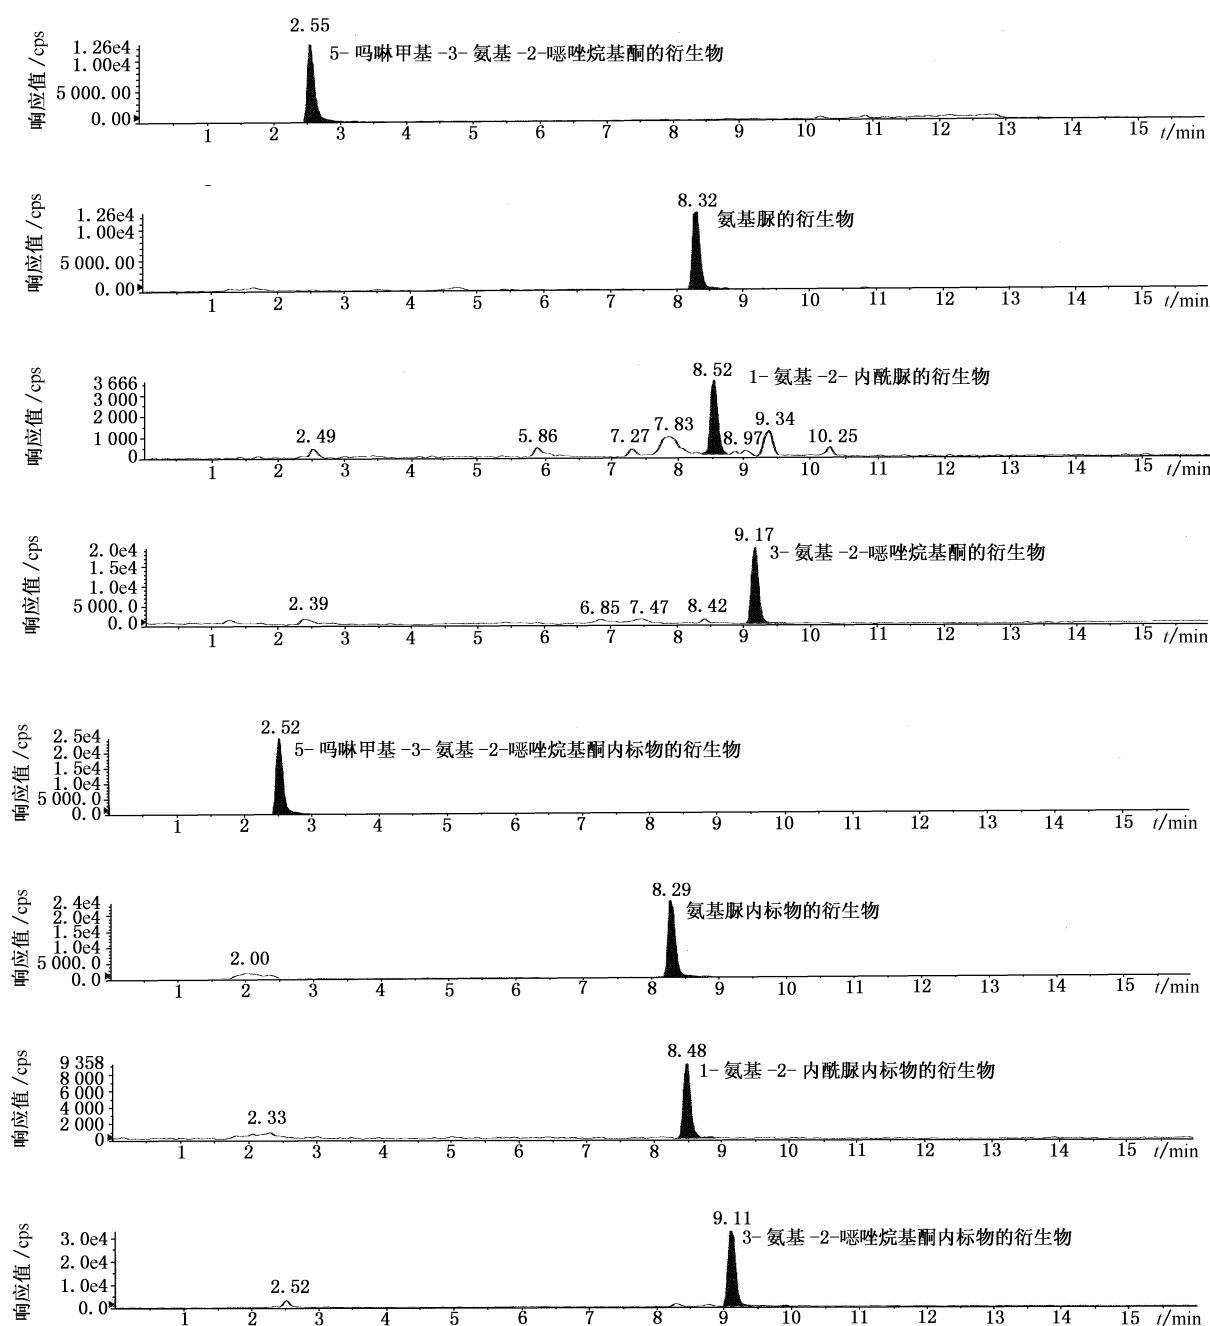 2.55
5-吗啉甲基-3-氨基-2-噁唑烷基酮的衍生物
响应值/cps
1.26e4
1.00e4
5 000.00
0.00
1 2 3 4 5 6 7 8 9 10 11 12 13 14 15 t/min
8.32
氨基脲的衍生物
响应值/cps
1.26e4
1.00e4
5 000.00
0.00
1 2 3 4 5 6 7 8 9 10 11 12 13 14 15 t/min
8.52
1-氨基-2-内酰脲的衍生物
响应值/cps
3 666
3 000
2 000
1 000
0
2.49 5.86 7.27 7.83 8.97 9.34 10.25
1 2 3 4 5 6 7 8 9 10 11 12 13 14 15 t/min
9.17
3-氨基-2-噁唑烷基酮的衍生物
响应值/cps
2.0e4
1.5e4
1.0e4
5 000.0
0.0
2.39 6.85 7.47 8.42
1 2 3 4 5 6 7 8 9 10 11 12 13 14 15 t/min
2.52
5-吗啉甲基-3-氨基-2-噁唑烷基酮内标物的衍生物
响应值/cps
2.5e4
2.0e4
1.5e4
1.0e4
5 000.0
0.0
1 2 3 4 5 6 7 8 9 10 11 12 13 14 15 t/min
8.29
氨基脲内标物的衍生物
响应值/cps
2.4e4
2.0e4
1.5e4
1.0e4
5 000.0
0.0
2.00
1 2 3 4 5 6 7 8 9 10 11 12 13 14 15 t/min
8.48
1-氨基-2-内酰脲内标物的衍生物
响应值/cps
9 358
8 000
6 000
4 000
2 000
0
2.33
1 2 3 4 5 6 7 8 9 10 11 12 13 14 15 t/min
9.11
3-氨基-2-噁唑烷基酮内标物的衍生物
响应值/cps
3.0e4
2.0e4
1.0e4
0.0
2.52
1 2 3 4 5 6 7 8 9 10 11 12 13 14 15 t/min